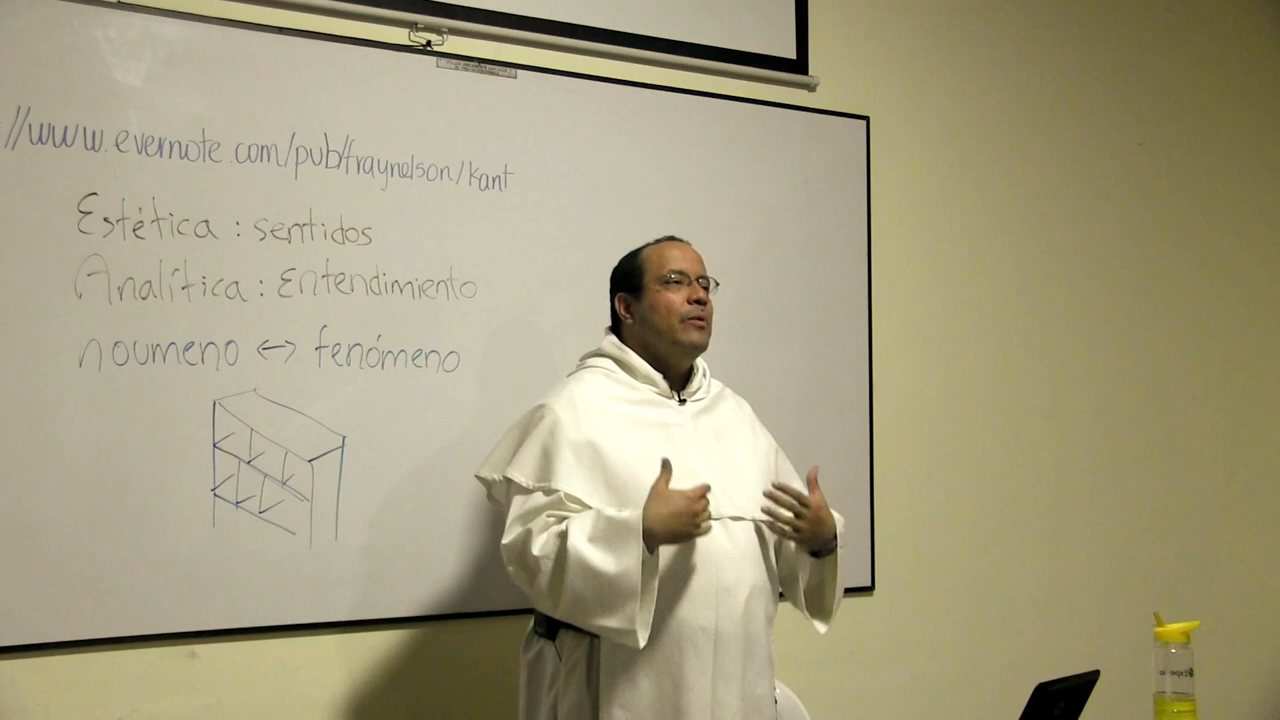 //www.evernote.com/pub/fraynelson/kant
Estética : sentidos
Analítica : Entendimiento
noumeno <-> fenómeno